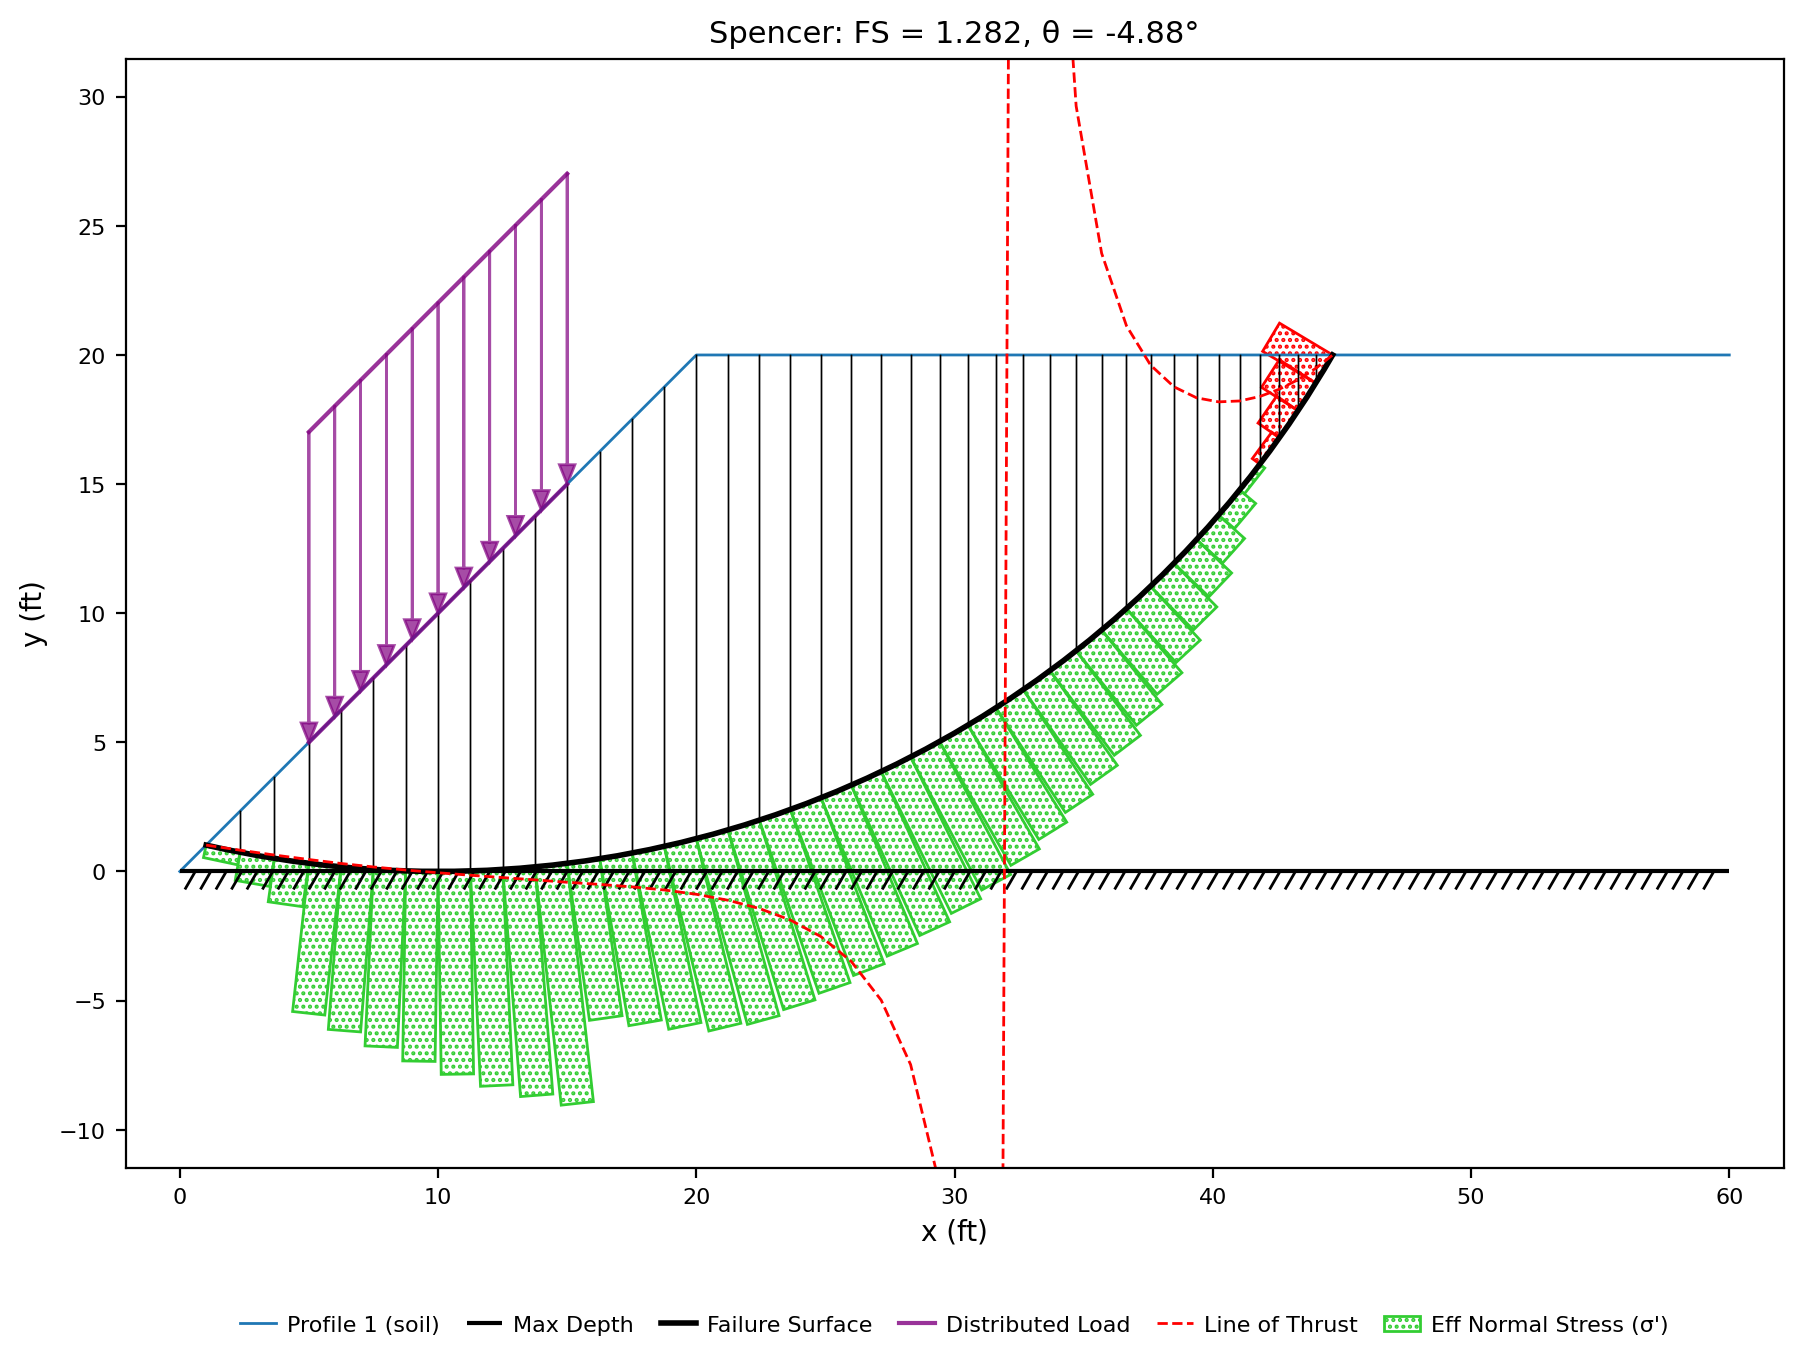 Spencer: FS = 1.282, θ = -4.88°
30
25
20
15
10
5
0
−5
−10
y (ft)
0 10 20 30 40 50 60
x (ft)
Profile 1 (soil) Max Depth Failure Surface Distributed Load Line of Thrust Eff Normal Stress (σ')